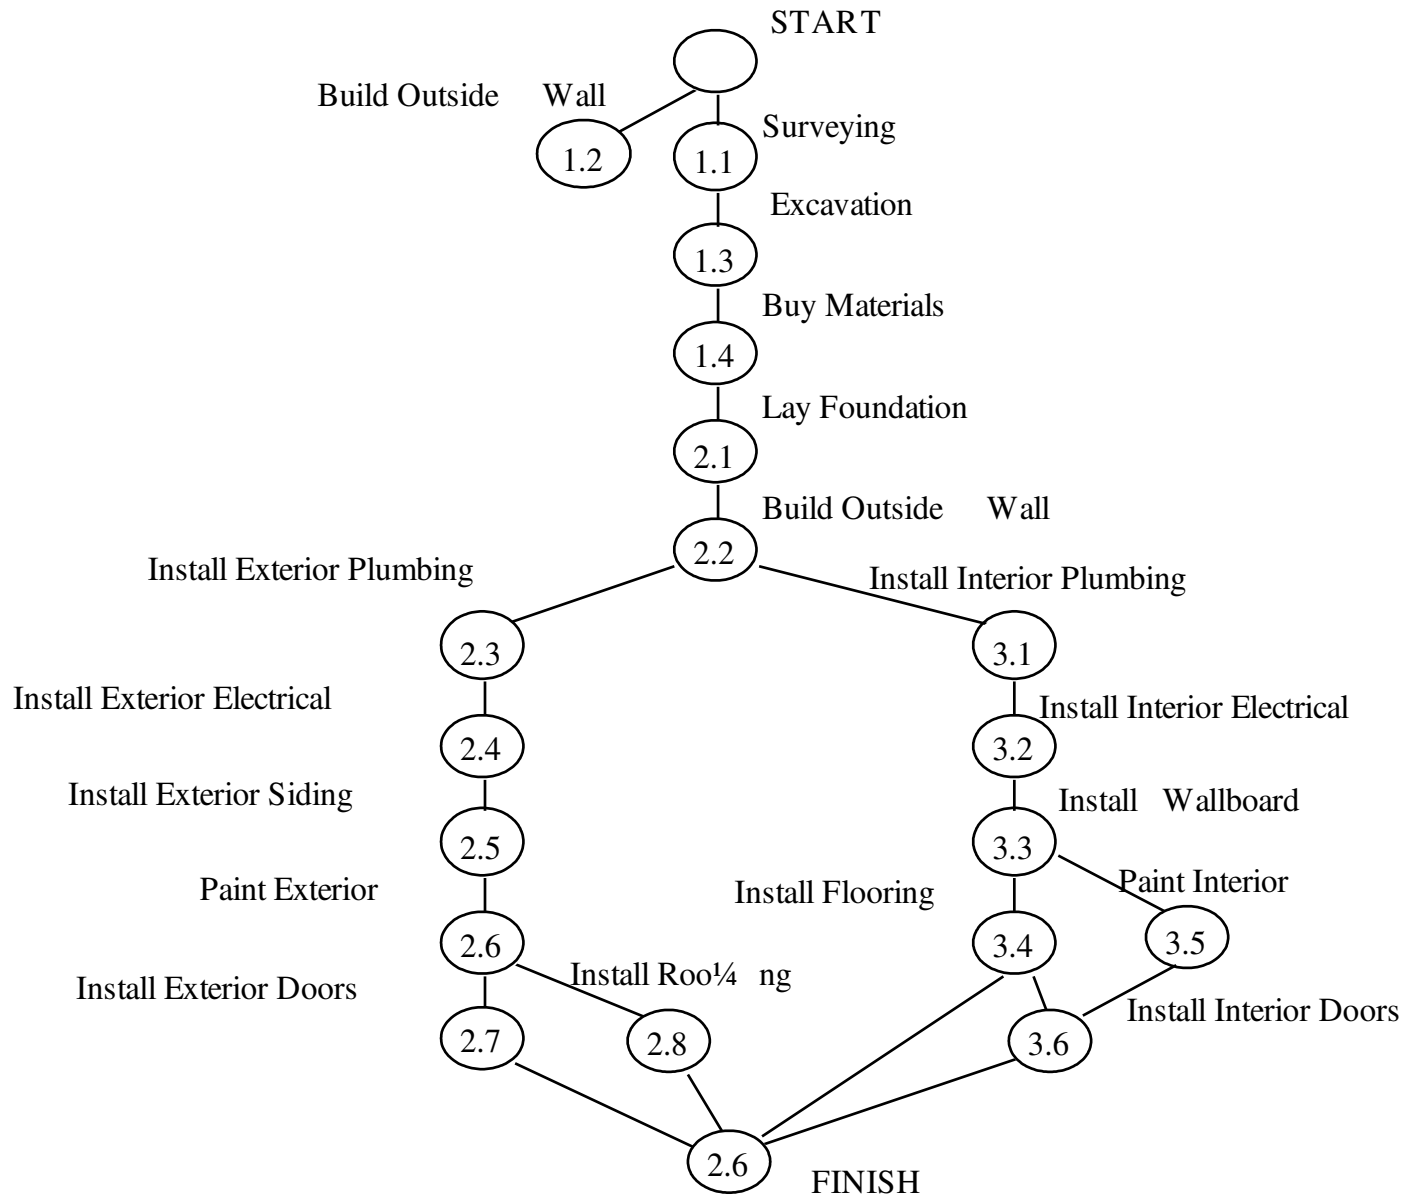 START
Build Outside Wall
Surveying
1.2
1.1
Excavation
1.3
Buy Materials
1.4
Lay Foundation
2.1
Build Outside Wall
2.2
Install Exterior Plumbing
Install Interior Plumbing
2.3
3.1
Install Exterior Electrical
Install Interior Electrical
2.4
3.2
Install Exterior Siding
Install Wallboard
2.5
3.3
Paint Exterior
Install Flooring
Paint Interior
2.6
3.4
3.5
Install Exterior Doors
Install Roo¼ ng
Install Interior Doors
2.7
2.8
3.6
2.6
FINISH